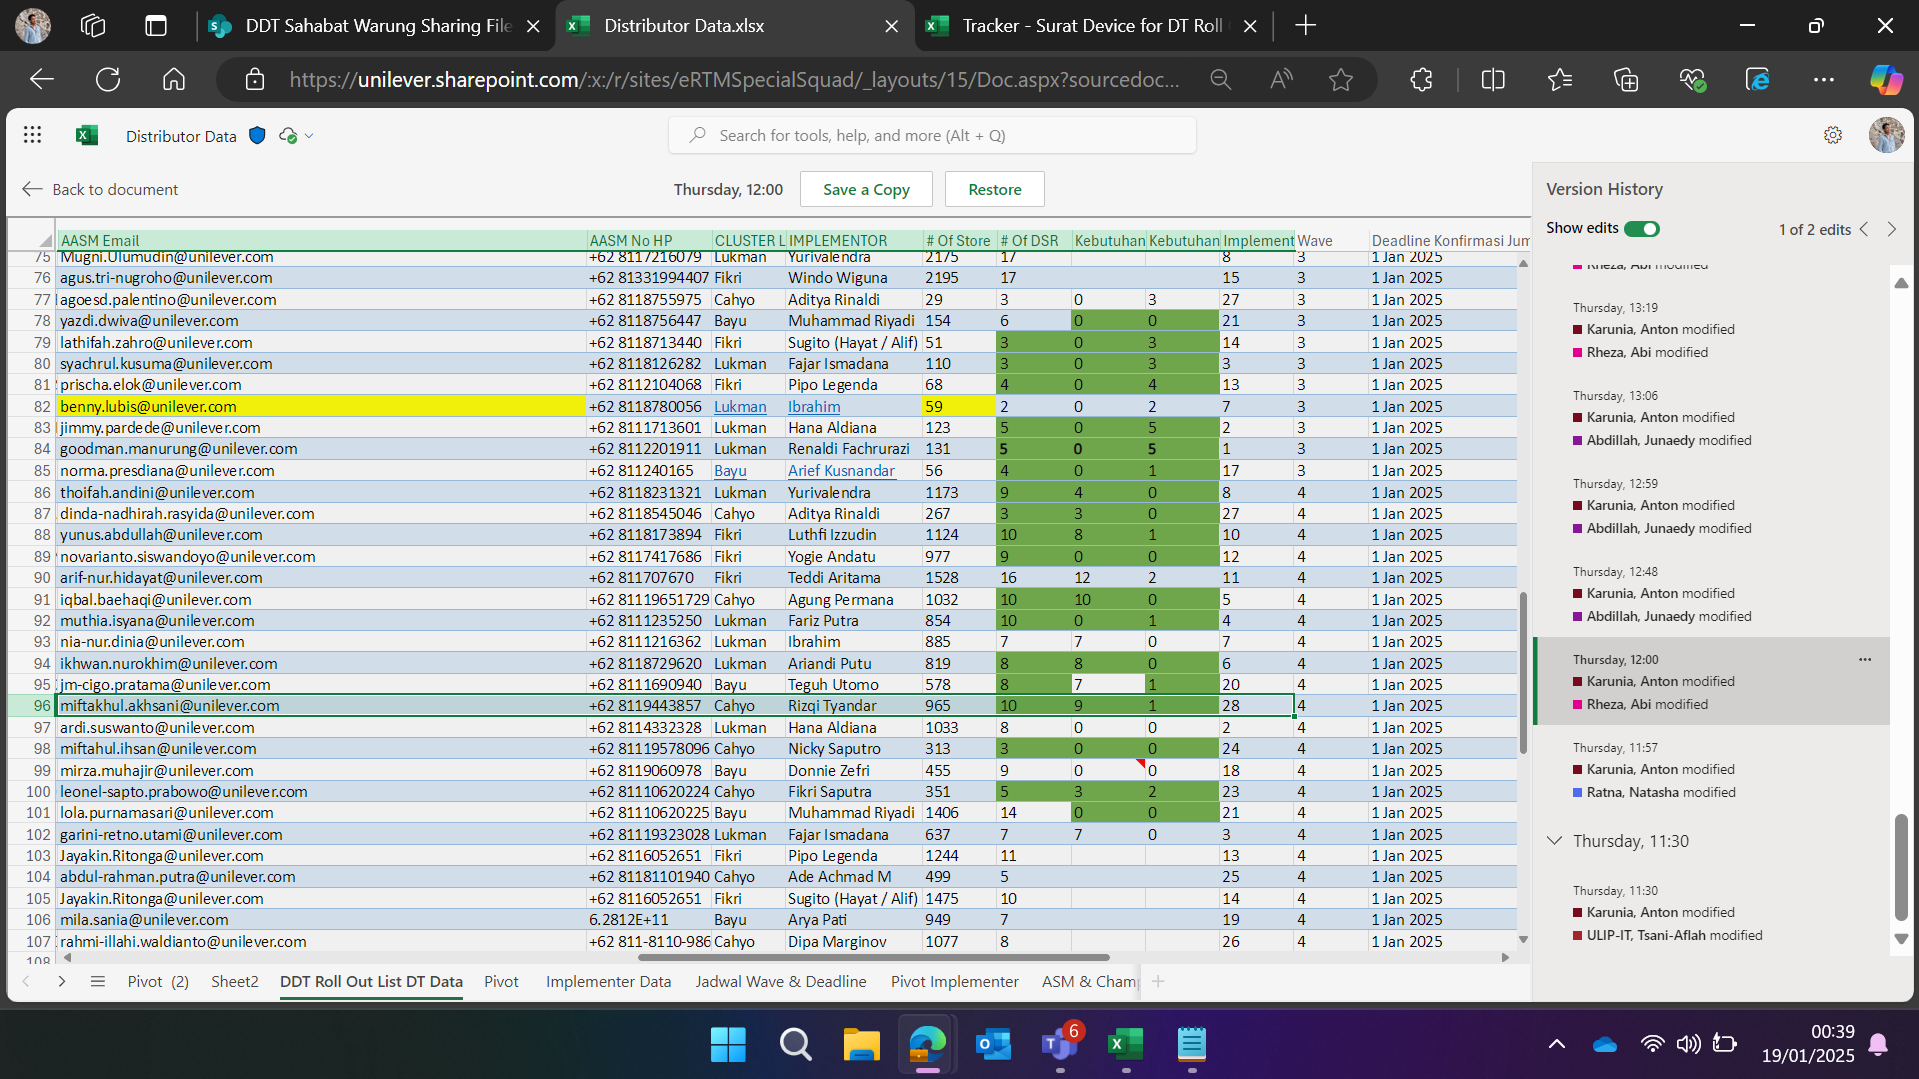 DDT Sahabat Warung Sharing File
Distributor Data.xlsx
Tracker - Surat Device for DT Roll
https://unilever.sharepoint.com/:x:/r/sites/eRTMSpecialSquad/_layouts/15/Doc.aspx?sourcedoc...
Distributor Data
Search for tools, help, and more (Alt + Q)
Back to document
Thursday, 12:00
Save a Copy
Restore
AASM Email AASM No HP CLUSTER L IMPLEMENTOR # Of Store # Of DSR Kebutuhan Kebutuhan Implement Wave Deadline Konfirmasi Jum
75 Mugni.Ulumudin@unilever.com +62 8117216079 Lukman Yurivalendra 2175 17 8 3 1 Jan 2025
76 agus.tri-nugroho@unilever.com +62 81331994407 Fikri Windo Wiguna 2195 17 15 3 1 Jan 2025
77 agoesd.palentino@unilever.com +62 8118755975 Cahyo Aditya Rinaldi 29 3 0 3 27 3 1 Jan 2025
78 yazdi.dwiva@unilever.com +62 8118756447 Bayu Muhammad Riyadi 154 6 0 0 21 3 1 Jan 2025
79 lathifah.zahro@unilever.com +62 8118713440 Fikri Sugito (Hayat / Alif) 51 3 0 3 14 3 1 Jan 2025
80 syachrul.kusuma@unilever.com +62 8118126282 Lukman Fajar Ismadana 110 3 0 3 3 3 1 Jan 2025
81 prischa.elok@unilever.com +62 8112104068 Fikri Pipo Legenda 68 4 0 4 13 3 1 Jan 2025
82 benny.lubis@unilever.com +62 8118780056 Lukman Ibrahim 59 2 0 2 7 3 1 Jan 2025
83 jimmy.pardede@unilever.com +62 8111713601 Lukman Hana Aldiana 123 5 0 5 2 3 1 Jan 2025
84 goodman.manurung@unilever.com +62 8112201911 Lukman Renaldi Fachrurazi 131 5 0 5 1 3 1 Jan 2025
85 norma.presdiana@unilever.com +62 811240165 Bayu Arief Kusnandar 56 4 0 1 17 3 1 Jan 2025
86 thoifah.andini@unilever.com +62 8118231321 Lukman Yurivalendra 1173 9 4 0 8 4 1 Jan 2025
87 dinda-nadhirah.rasyida@unilever.com +62 8118545046 Cahyo Aditya Rinaldi 267 3 3 0 27 4 1 Jan 2025
88 yunus.abdullah@unilever.com +62 8118173894 Fikri Luthfi Izzudin 1124 10 8 1 10 4 1 Jan 2025
89 novarianto.siswandoyo@unilever.com +62 8117417686 Fikri Yogie Andatu 977 9 0 0 12 4 1 Jan 2025
90 arif-nur.hidayat@unilever.com +62 811707670 Fikri Teddi Aritama 1528 16 12 2 11 4 1 Jan 2025
91 iqbal.baehaqi@unilever.com +62 81119651729 Cahyo Agung Permana 1032 10 10 0 5 4 1 Jan 2025
92 muthia.isyana@unilever.com +62 8111235250 Lukman Fariz Putra 854 10 0 1 4 4 1 Jan 2025
93 nia-nur.dinia@unilever.com +62 8111216362 Lukman Ibrahim 885 7 7 0 7 4 1 Jan 2025
94 ikhwan.nurokhim@unilever.com +62 8118729620 Lukman Ariandi Putu 819 8 8 0 6 4 1 Jan 2025
95 jm-cigo.pratama@unilever.com +62 8111690940 Bayu Teguh Utomo 578 8 7 1 20 4 1 Jan 2025
96 miftakhul.akhsani@unilever.com +62 8119443857 Cahyo Rizqi Tyandar 965 10 9 1 28 4 1 Jan 2025
97 ardi.suswanto@unilever.com +62 8114332328 Lukman Hana Aldiana 1033 8 0 0 2 4 1 Jan 2025
98 miftahul.ihsan@unilever.com +62 81119578096 Cahyo Nicky Saputro 313 3 0 0 24 4 1 Jan 2025
99 mirza.muhajir@unilever.com +62 8119060978 Bayu Donnie Zefri 455 9 0 0 18 4 1 Jan 2025
100 leonel-sapto.prabowo@unilever.com +62 81110620224 Cahyo Fikri Saputra 351 5 3 2 23 4 1 Jan 2025
101 lola.purnamasari@unilever.com +62 81110620225 Bayu Muhammad Riyadi 1406 14 0 0 21 4 1 Jan 2025
102 garini-retno.utami@unilever.com +62 81119323028 Lukman Fajar Ismadana 637 7 7 0 3 4 1 Jan 2025
103 Jayakin.Ritonga@unilever.com +62 8116052651 Fikri Pipo Legenda 1244 11 13 4 1 Jan 2025
104 abdul-rahman.putra@unilever.com +62 81181101940 Cahyo Ade Achmad M 499 5 25 4 1 Jan 2025
105 Jayakin.Ritonga@unilever.com +62 8116052651 Fikri Sugito (Hayat / Alif) 1475 10 14 4 1 Jan 2025
106 mila.sania@unilever.com 6.2812E+11 Bayu Arya Pati 949 7 19 4 1 Jan 2025
107 rahmi-illahi.waldianto@unilever.com +62 811-8110-986 Cahyo Dipa Marginov 1077 8 26 4 1 Jan 2025
108
Pivot (2) Sheet2 DDT Roll Out List DT Data Pivot Implementer Data Jadwal Wave & Deadline Pivot Implementer ASM & Cham
Version History
Show edits 1 of 2 edits
Rheza, Abi modified
Thursday, 13:19
Karunia, Anton modified
Rheza, Abi modified
Thursday, 13:06
Karunia, Anton modified
Abdillah, Junaedy modified
Thursday, 12:59
Karunia, Anton modified
Abdillah, Junaedy modified
Thursday, 12:48
Karunia, Anton modified
Abdillah, Junaedy modified
Thursday, 12:00
Karunia, Anton modified
Rheza, Abi modified
Thursday, 11:57
Karunia, Anton modified
Ratna, Natasha modified
Thursday, 11:30
Thursday, 11:30
Karunia, Anton modified
ULIP-IT, Tsani-Aflah modified
6
00:39
19/01/2025